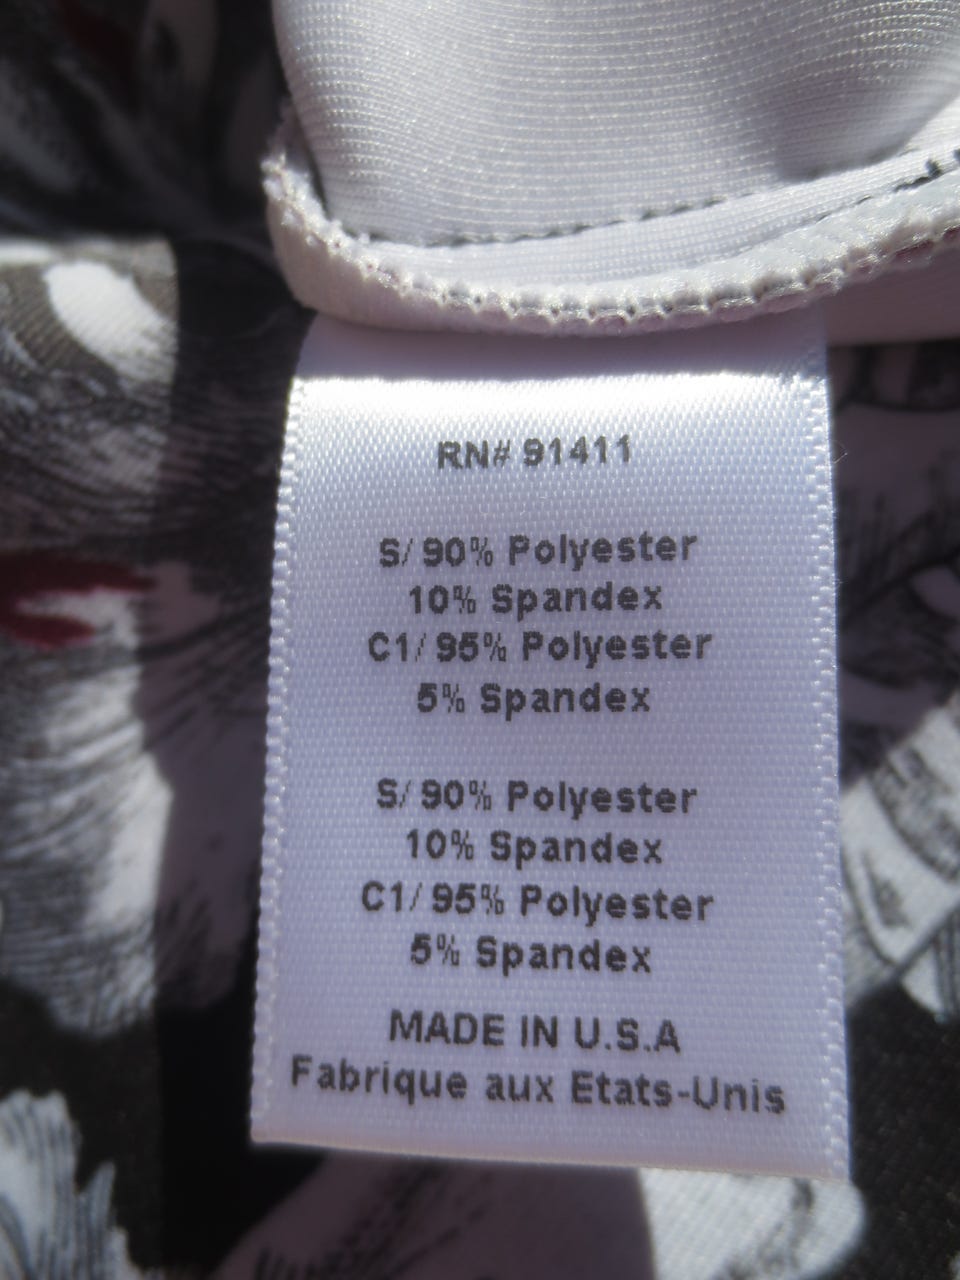 RN# 91411
S/ 90% Polyester
10% Spandex
C1/ 95% Polyester
5% Spandex
S/ 90% Polyester
10% Spandex
C1/ 95% Polyester
5% Spandex
MADE IN U.S.A
Fabrique aux Etats-Unis